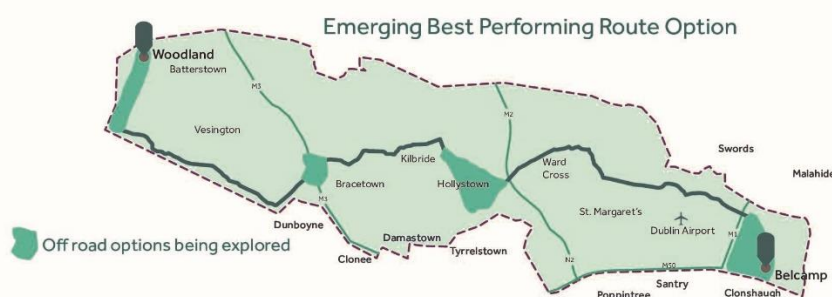 Emerging Best Performing Route Option
Woodland
Batterstown
M3
M2
Vesington
Swords
Kilbride
Ward
Cross
Malahide
Bracetown
Hollystown
M3
St. Margaret's
Dunboyne
Dublin Airport
M1
Off road options being explored
Damastown
Tyrrelstown
Clonee
N2
M50
Belcamp
Santry
Poppintree
Clonshaugh